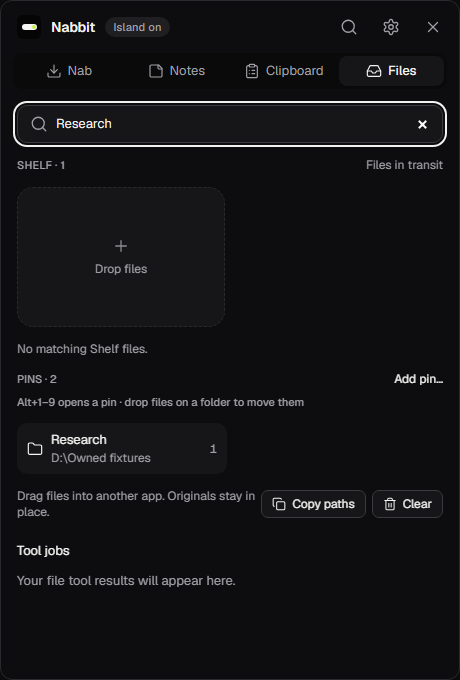 Nabbit
Island on
Nab
Notes
Clipboard
Files
Research
SHELF · 1
Files in transit
Drop files
No matching Shelf files.
PINS · 2
Add pin...
Alt+1–9 opens a pin · drop files on a folder to move them
Research
1
D:\Owned fixtures
Drag files into another app. Originals stay in
place.
Copy paths
Clear
Tool jobs
Your file tool results will appear here.